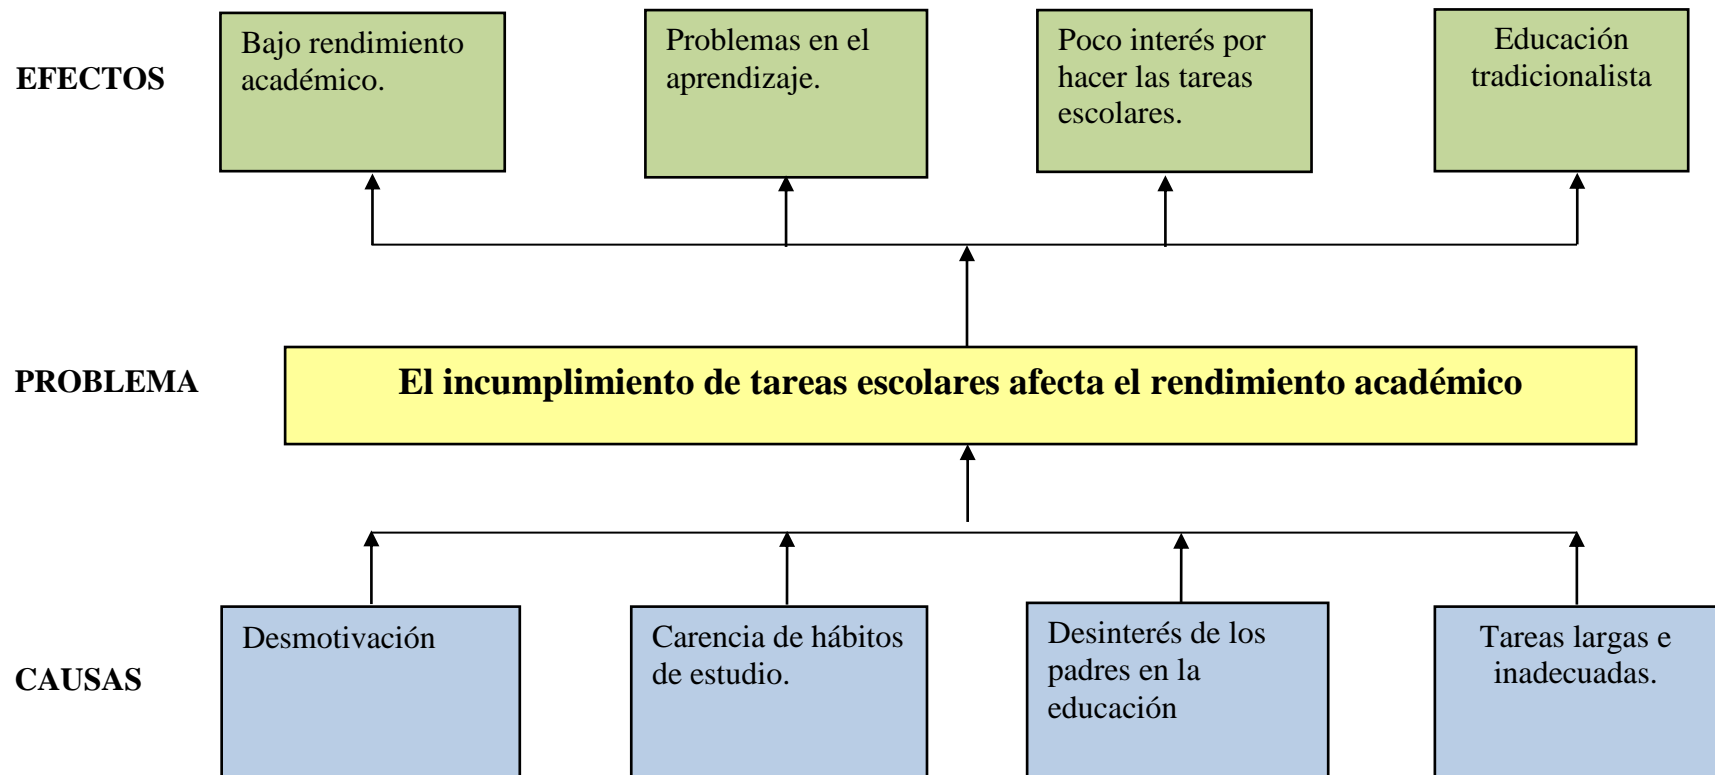 EFECTOS
Bajo rendimiento
académico.
Problemas en el
aprendizaje.
Poco interés por
hacer las tareas
escolares.
Educación
tradicionalista
PROBLEMA
El incumplimiento de tareas escolares afecta el rendimiento académico
CAUSAS
Desmotivación
Carencia de hábitos
de estudio.
Desinterés de los
padres en la
educación
Tareas largas e
inadecuadas.